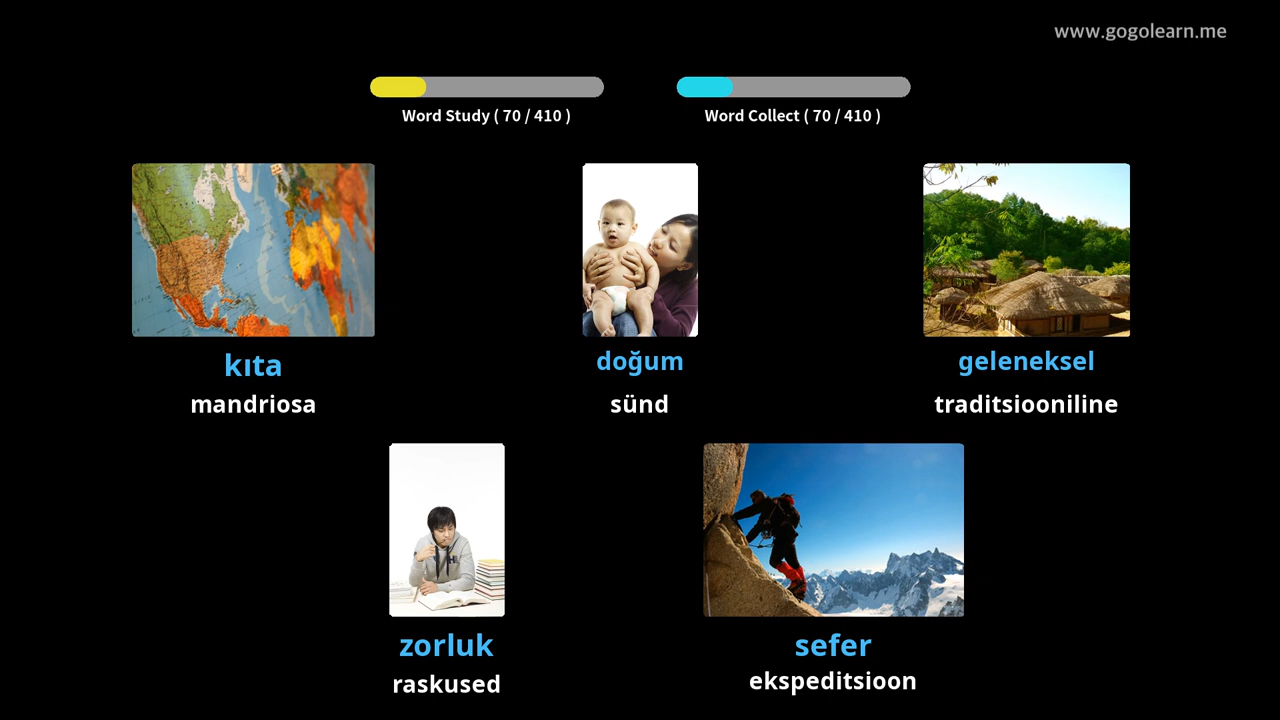 www.gogolearn.me
Word Study ( 70 / 410 )
Word Collect ( 70 / 410 )
kıta
mandriosa
doğum
sünd
geleneksel
traditsiooniline
zorluk
raskused
sefer
ekspeditsioon